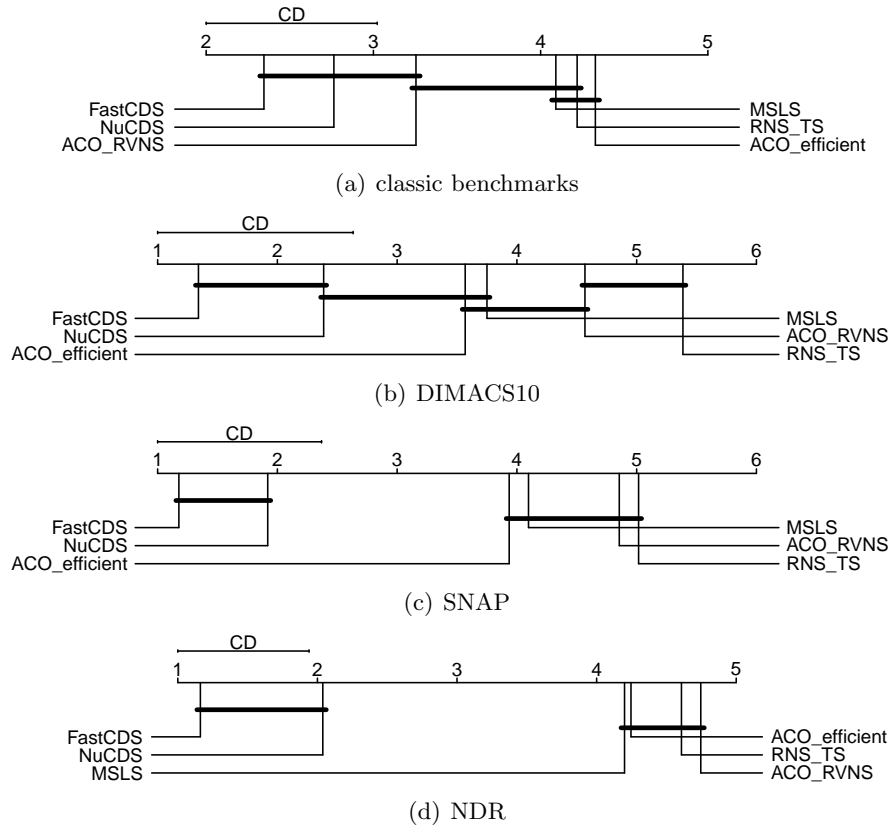 CD
2 3 4 5
FastCDS MSLS
NuCDS RNS_TS
ACO_RVNS ACO_efficient
(a) classic benchmarks
CD
1 2 3 4 5 6
FastCDS MSLS
NuCDS ACO_RVNS
ACO_efficient RNS_TS
(b) DIMACS10
CD
1 2 3 4 5 6
FastCDS MSLS
NuCDS ACO_RVNS
ACO_efficient RNS_TS
(c) SNAP
CD
1 2 3 4 5
FastCDS ACO_efficient
NuCDS RNS_TS
MSLS ACO_RVNS
(d) NDR